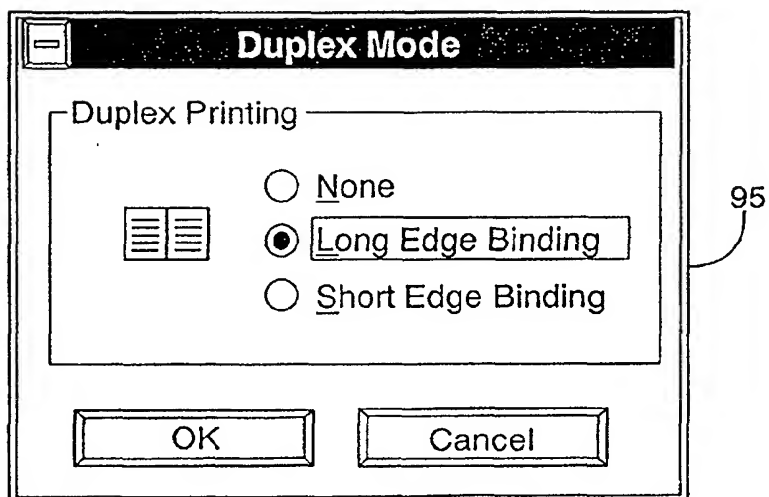 Duplex Mode
Duplex Printing
None
Long Edge Binding
Short Edge Binding
95
OK
Cancel